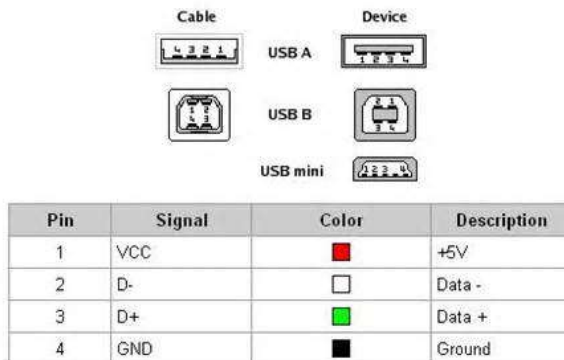 Cable Device
4 3 2 1 USB A 1 2 3 4
1 2 USB B 2 1
4 3 3 4
USB mini 1 2 3 4
Pin Signal Color Description
1 VCC +5V
2 D- Data -
3 D+ Data +
4 GND Ground